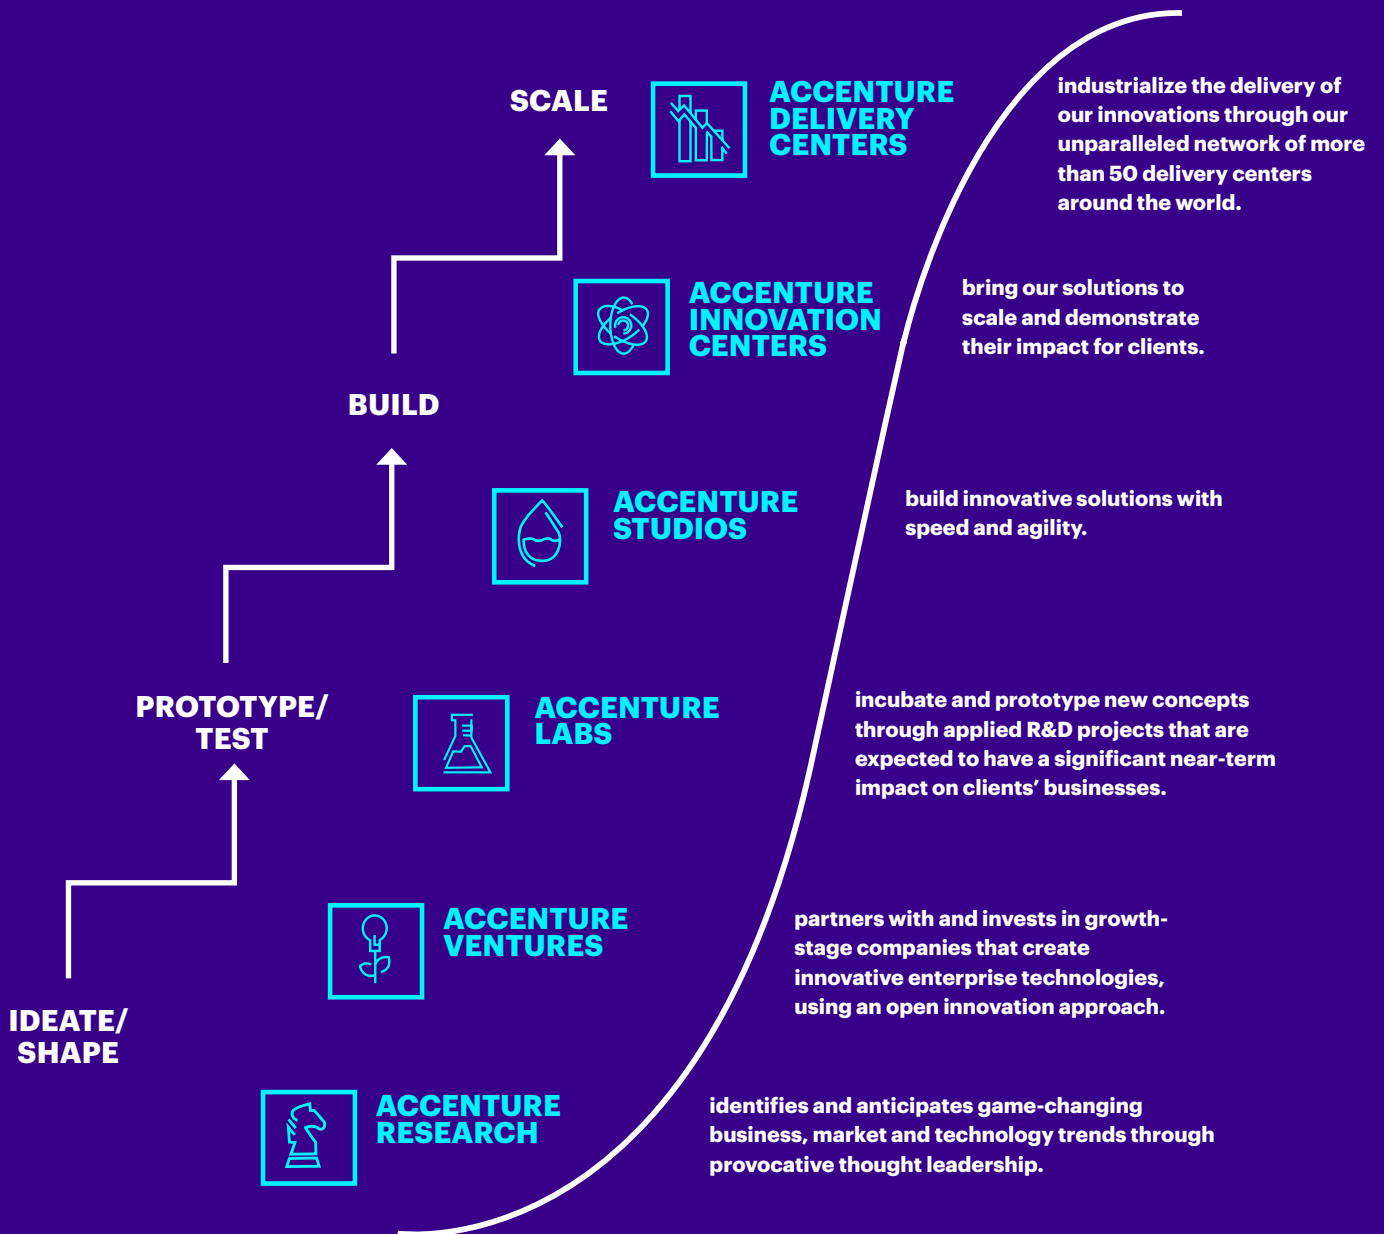 SCALE
ACCENTURE
DELIVERY
CENTERS
industrialize the delivery of
our innovations through our
unparalleled network of more
than 50 delivery centers
around the world.
ACCENTURE
INNOVATION
CENTERS
bring our solutions to
scale and demonstrate
their impact for clients.
BUILD
ACCENTURE
STUDIOS
build innovative solutions with
speed and agility.
PROTOTYPE/
TEST
ACCENTURE
LABS
incubate and prototype new concepts
through applied R&D projects that are
expected to have a significant near-term
impact on clients’ businesses.
ACCENTURE
VENTURES
partners with and invests in growth-
stage companies that create
innovative enterprise technologies,
using an open innovation approach.
IDEATE/
SHAPE
ACCENTURE
RESEARCH
identifies and anticipates game-changing
business, market and technology trends through
provocative thought leadership.